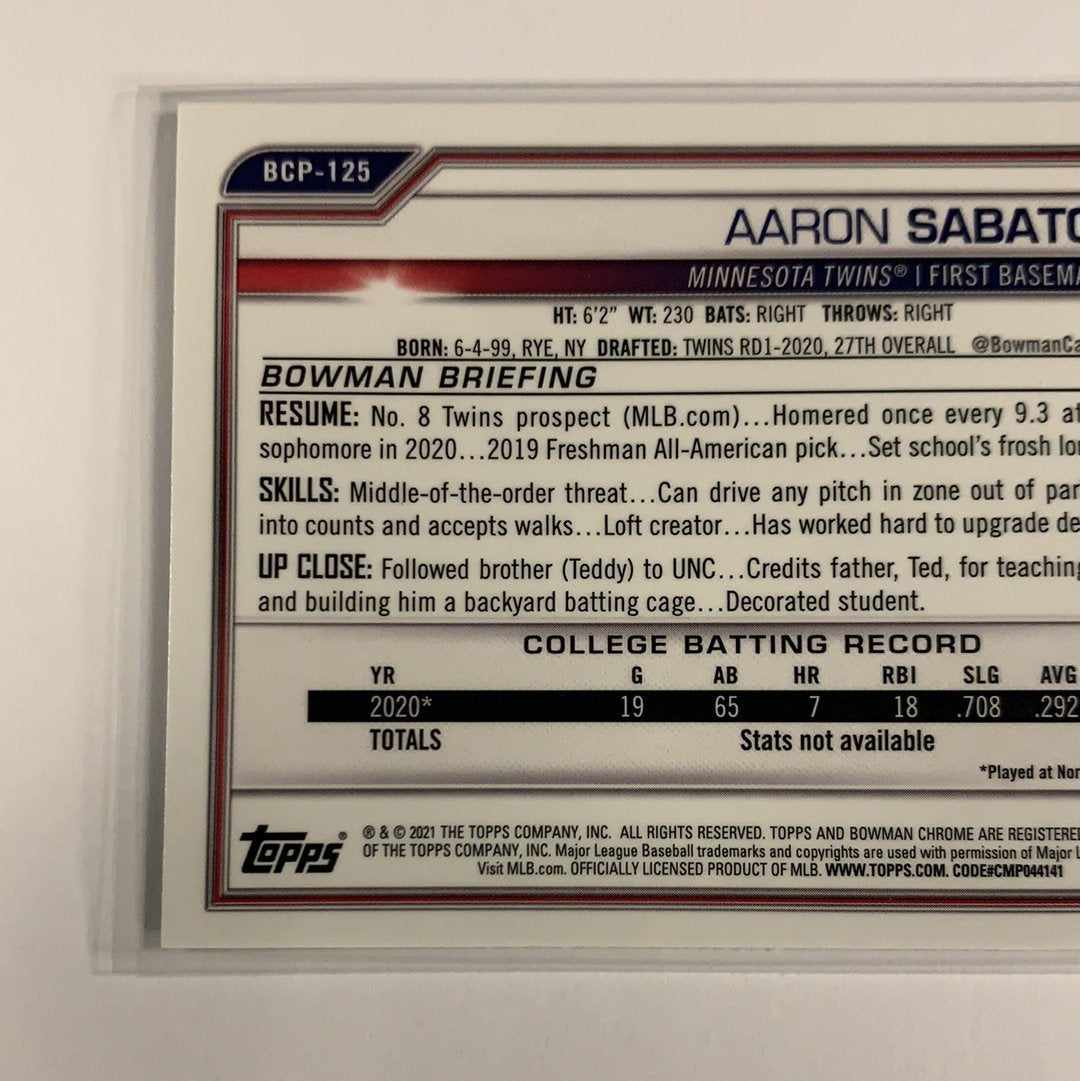 BCP-125
AARON SABATO
MINNESOTA TWINS® | FIRST BASEMA
HT: 6'2" WT: 230 BATS: RIGHT THROWS: RIGHT
BORN: 6-4-99, RYE, NY DRAFTED: TWINS RD1-2020, 27TH OVERALL @BowmanCa
BOWMAN BRIEFING
RESUME: No. 8 Twins prospect (MLB.com)...Homered once every 9.3 at
sophomore in 2020...2019 Freshman All-American pick...Set school's frosh lo
SKILLS: Middle-of-the-order threat...Can drive any pitch in zone out of par
into counts and accepts walks...Loft creator...Has worked hard to upgrade de
UP CLOSE: Followed brother (Teddy) to UNC...Credits father, Ted, for teaching
and building him a backyard batting cage...Decorated student.
COLLEGE BATTING RECORD
YR G AB HR RBI SLG AVG
2020* 19 65 7 18 .708 .292
TOTALS Stats not available
*Played at Nor
Topps® ® & © 2021 THE TOPPS COMPANY, INC. ALL RIGHTS RESERVED. TOPPS AND BOWMAN CHROME ARE REGISTERED
OF THE TOPPS COMPANY, INC. Major League Baseball trademarks and copyrights are used with permission of Major L
Visit MLB.com. OFFICIALLY LICENSED PRODUCT OF MLB. WWW.TOPPS.COM. CODE#CMP044141